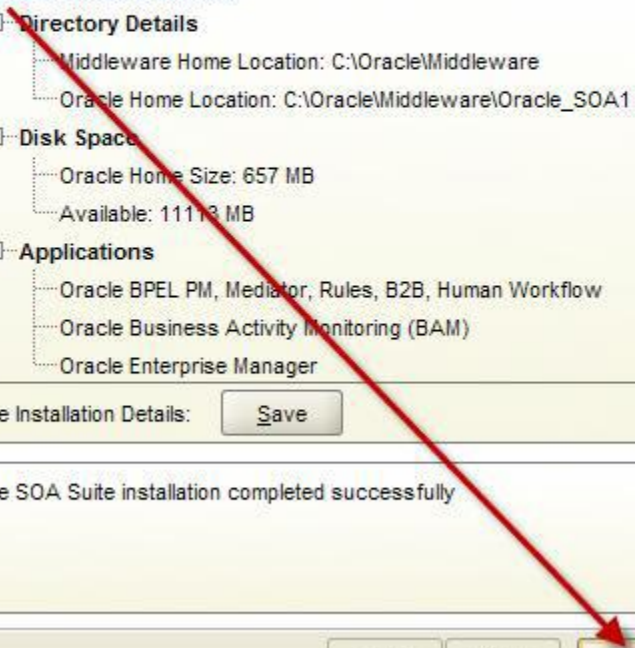 Directory Details
Middleware Home Location: C:\Oracle\Middleware
Oracle Home Location: C:\Oracle\Middleware\Oracle_SOA1
Disk Space
Oracle Home Size: 657 MB
Available: 11113 MB
Applications
Oracle BPEL PM, Mediator, Rules, B2B, Human Workflow
Oracle Business Activity Monitoring (BAM)
Oracle Enterprise Manager
e Installation Details: Save
e SOA Suite installation completed successfully